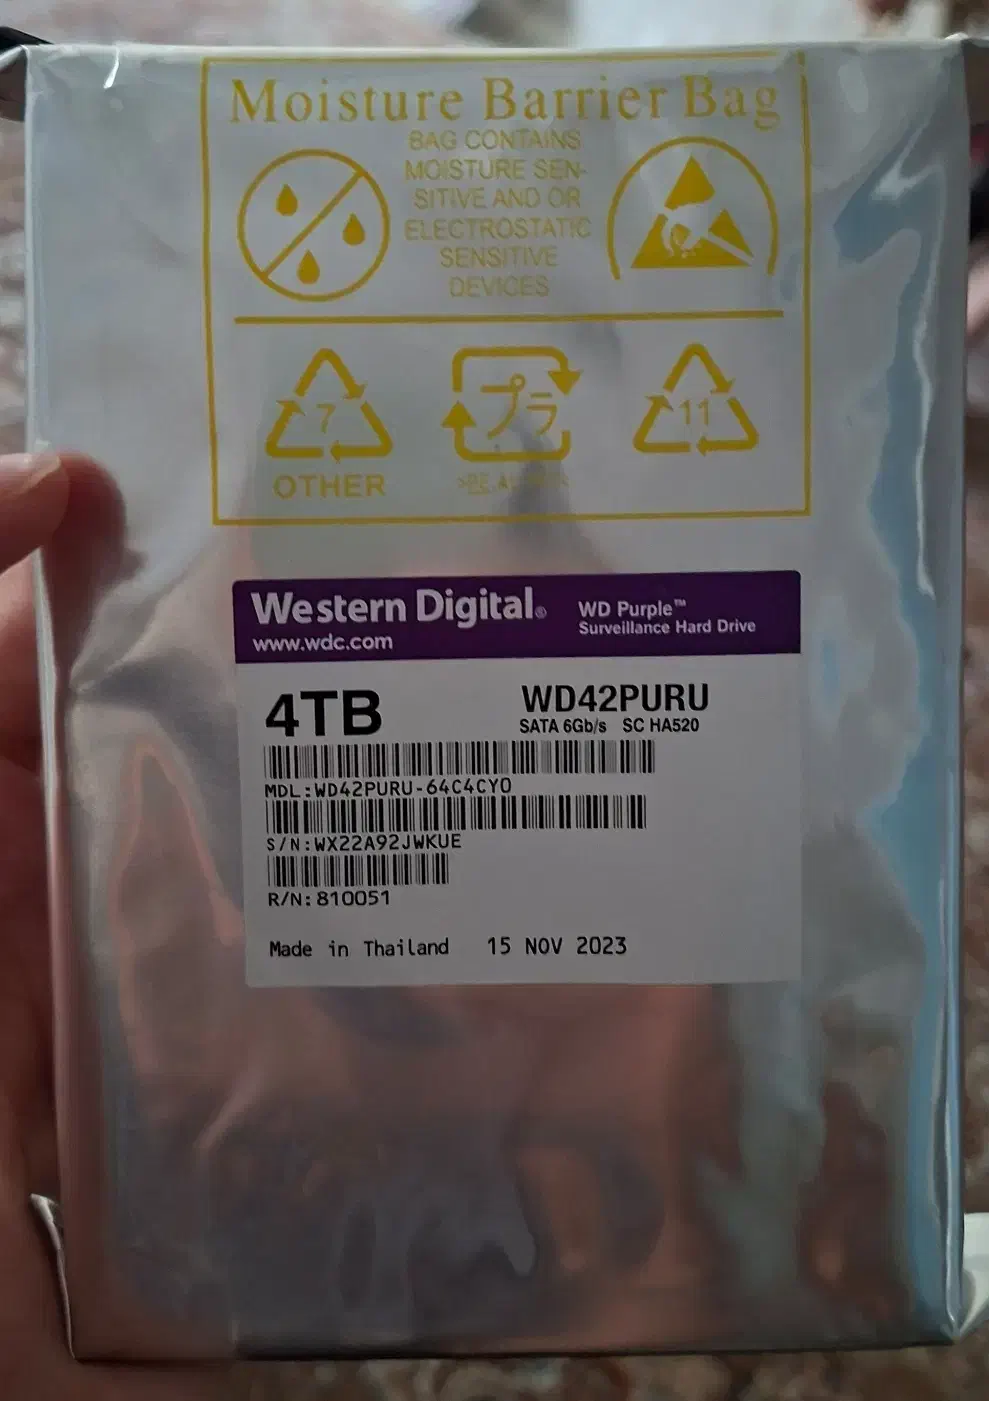 Moisture Barrier Bag
BAG CONTAINS
MOISTURE SEN-
SITIVE AND OR
ELECTROSTATIC
SENSITIVE
DEVICES
7
プラ
11
OTHER
Western Digital®
www.wdc.com
WD Purple™
Surveillance Hard Drive
4TB
WD42PURU
SATA 6Gb/s SC HA520
MDL:WD42PURU-64C4CY0
S/N:WX22A92JWKUE
R/N:810051
Made in Thailand 15 NOV 2023